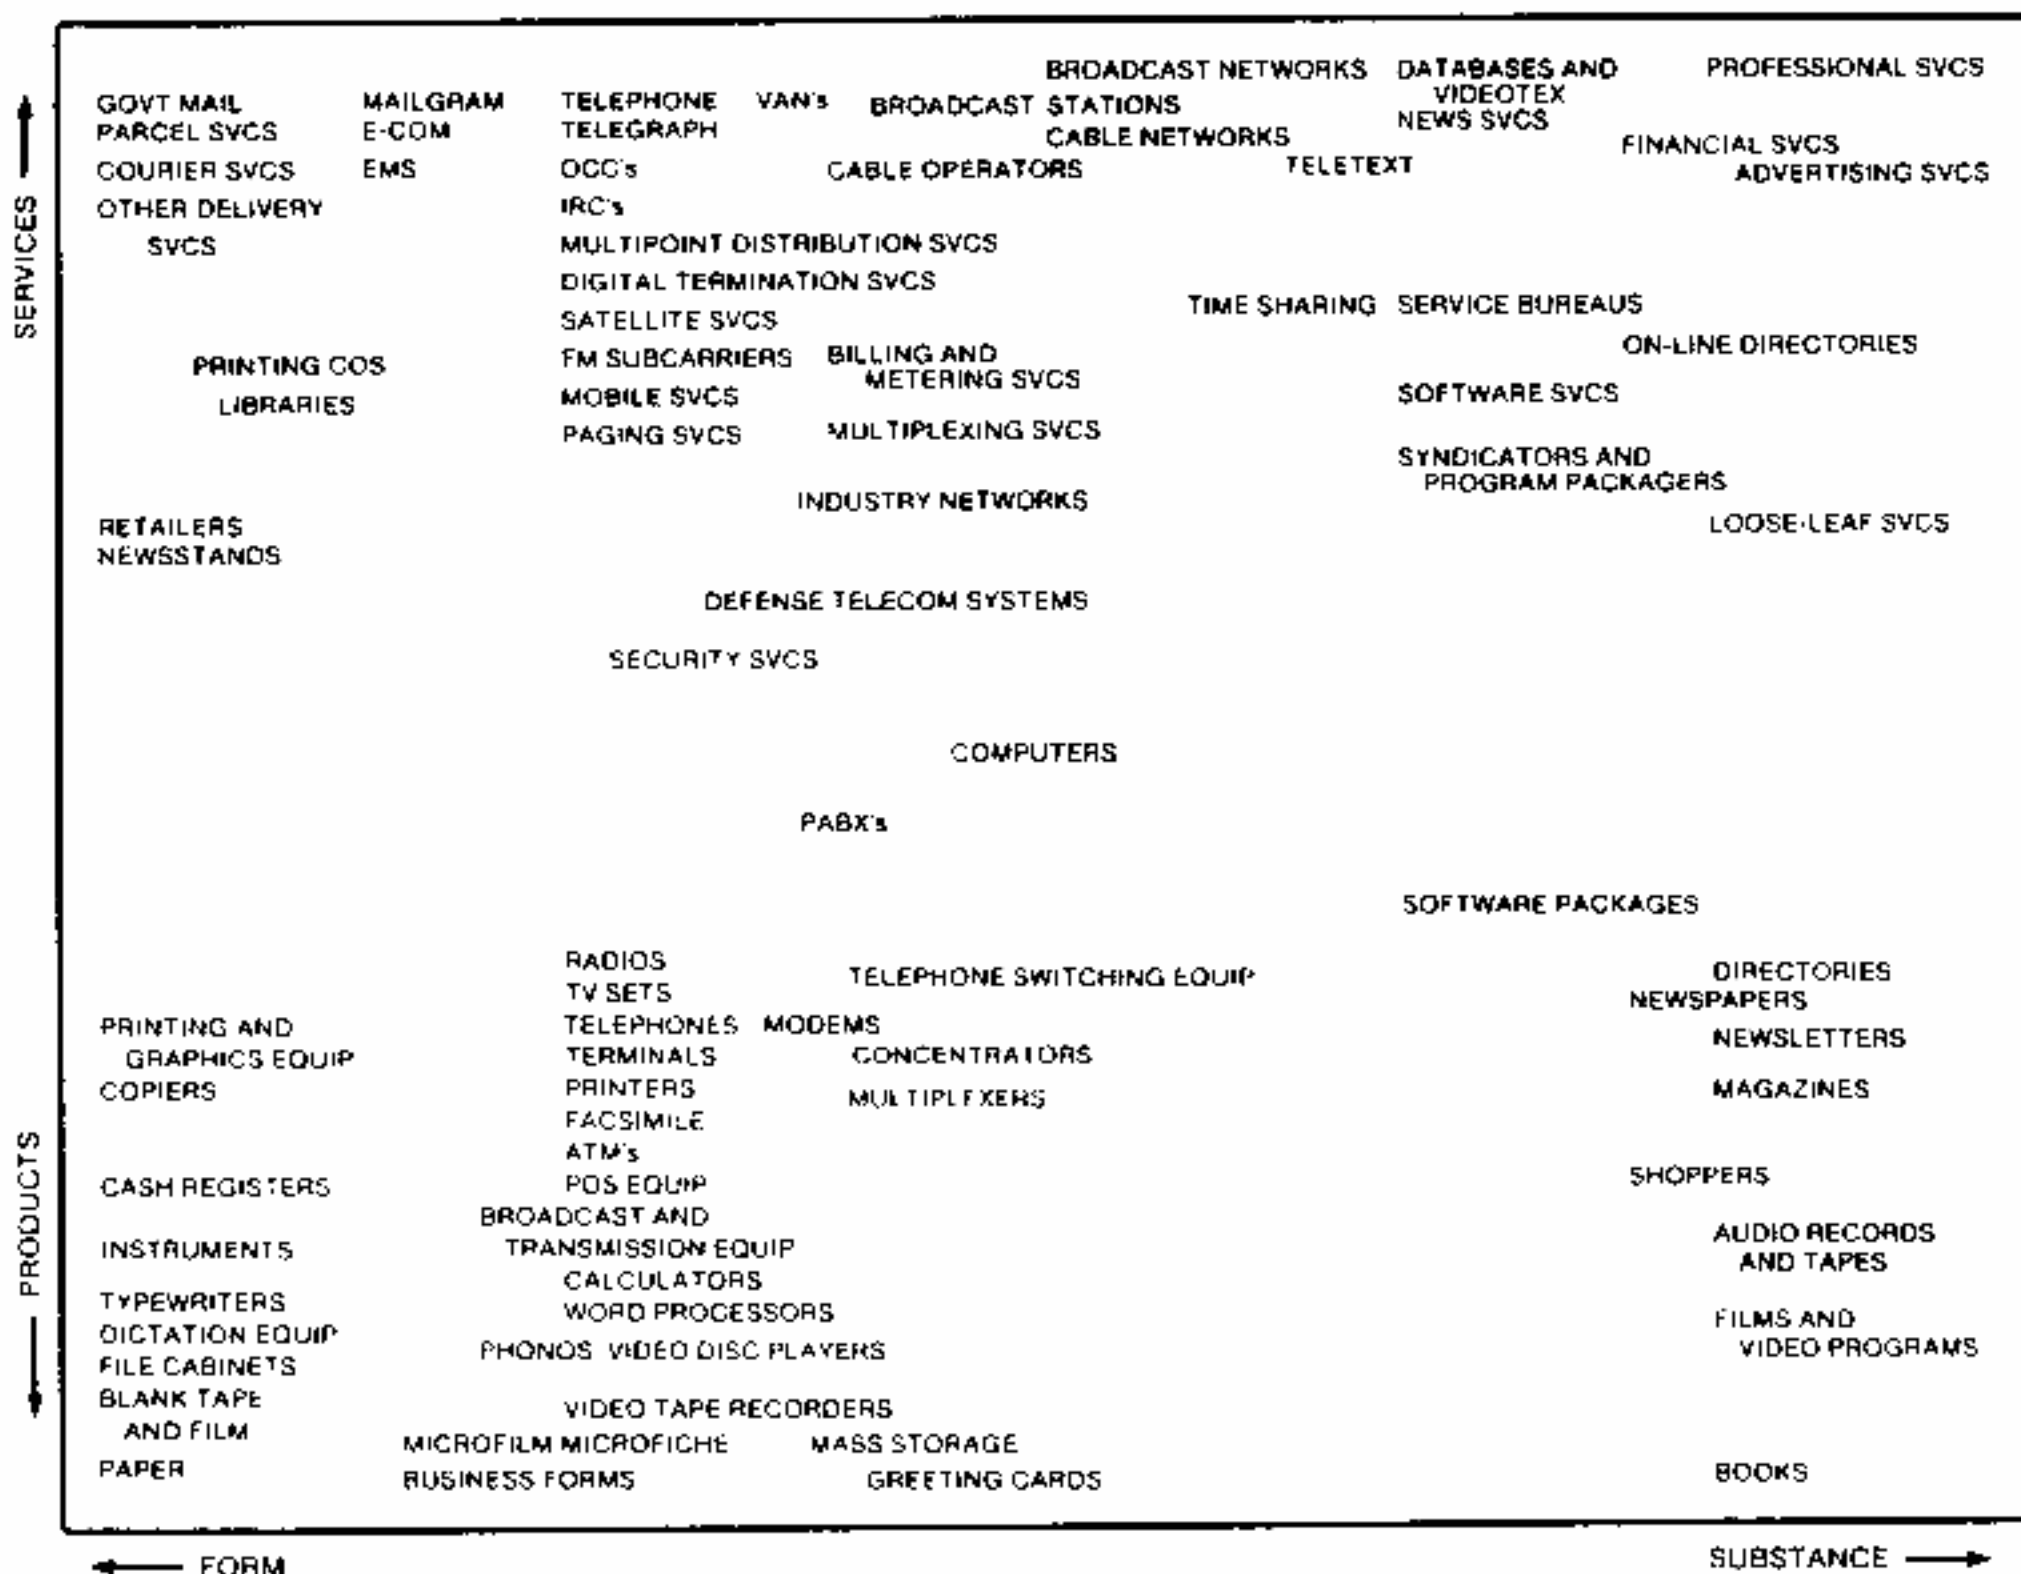 BROADCAST NETWORKS DATABASES AND PROFESSIONAL SVCS
GOVT MAIL MAILGRAM TELEPHONE VAN's BROADCAST STATIONS VIDEOTEX
PARCEL SVCS E-COM TELEGRAPH CABLE NETWORKS NEWS SVCS FINANCIAL SVCS
COURIER SVCS EMS OCC's CABLE OPERATORS TELETEXT ADVERTISING SVCS
OTHER DELIVERY IRC's
SVCS MULTIPOINT DISTRIBUTION SVCS
DIGITAL TERMINATION SVCS
SATELLITE SVCS TIME SHARING SERVICE BUREAUS
PRINTING COS FM SUBCARRIERS BILLING AND ON-LINE DIRECTORIES
METERING SVCS
LIBRARIES MOBILE SVCS SOFTWARE SVCS
PAGING SVCS MULTIPLEXING SVCS
SYNDICATORS AND
PROGRAM PACKAGERS
INDUSTRY NETWORKS
RETAILERS LOOSE-LEAF SVCS
NEWSSTANDS
DEFENSE TELECOM SYSTEMS
SECURITY SVCS
COMPUTERS
PABX's
SOFTWARE PACKAGES
RADIOS TELEPHONE SWITCHING EQUIP DIRECTORIES
TV SETS NEWSPAPERS
PRINTING AND TELEPHONES MODEMS NEWSLETTERS
GRAPHICS EQUIP TERMINALS CONCENTRATORS
COPIERS PRINTERS MULTIPLEXERS MAGAZINES
FACSIMILE
ATM's
CASH REGISTERS POS EQUIP SHOPPERS
BROADCAST AND
INSTRUMENTS TRANSMISSION EQUIP AUDIO RECORDS
CALCULATORS AND TAPES
TYPEWRITERS WORD PROCESSORS FILMS AND
DICTATION EQUIP VIDEO PROGRAMS
FILE CABINETS PHONOS VIDEO DISC PLAYERS
BLANK TAPE VIDEO TAPE RECORDERS
AND FILM MICROFILM MICROFICHE MASS STORAGE
PAPER BUSINESS FORMS GREETING CARDS BOOKS
SERVICES
PRODUCTS
FORM SUBSTANCE